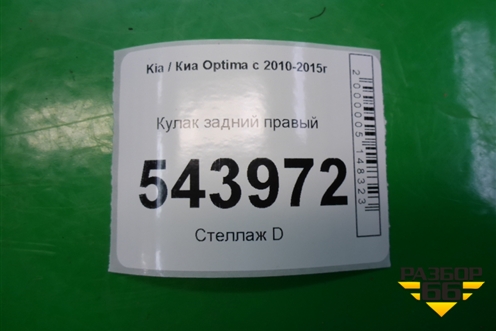 Kia / Киа Optima с 2010-2015г
Кулак задний правый
543972
Стеллаж D
2000005148323
РАЗБОР
66